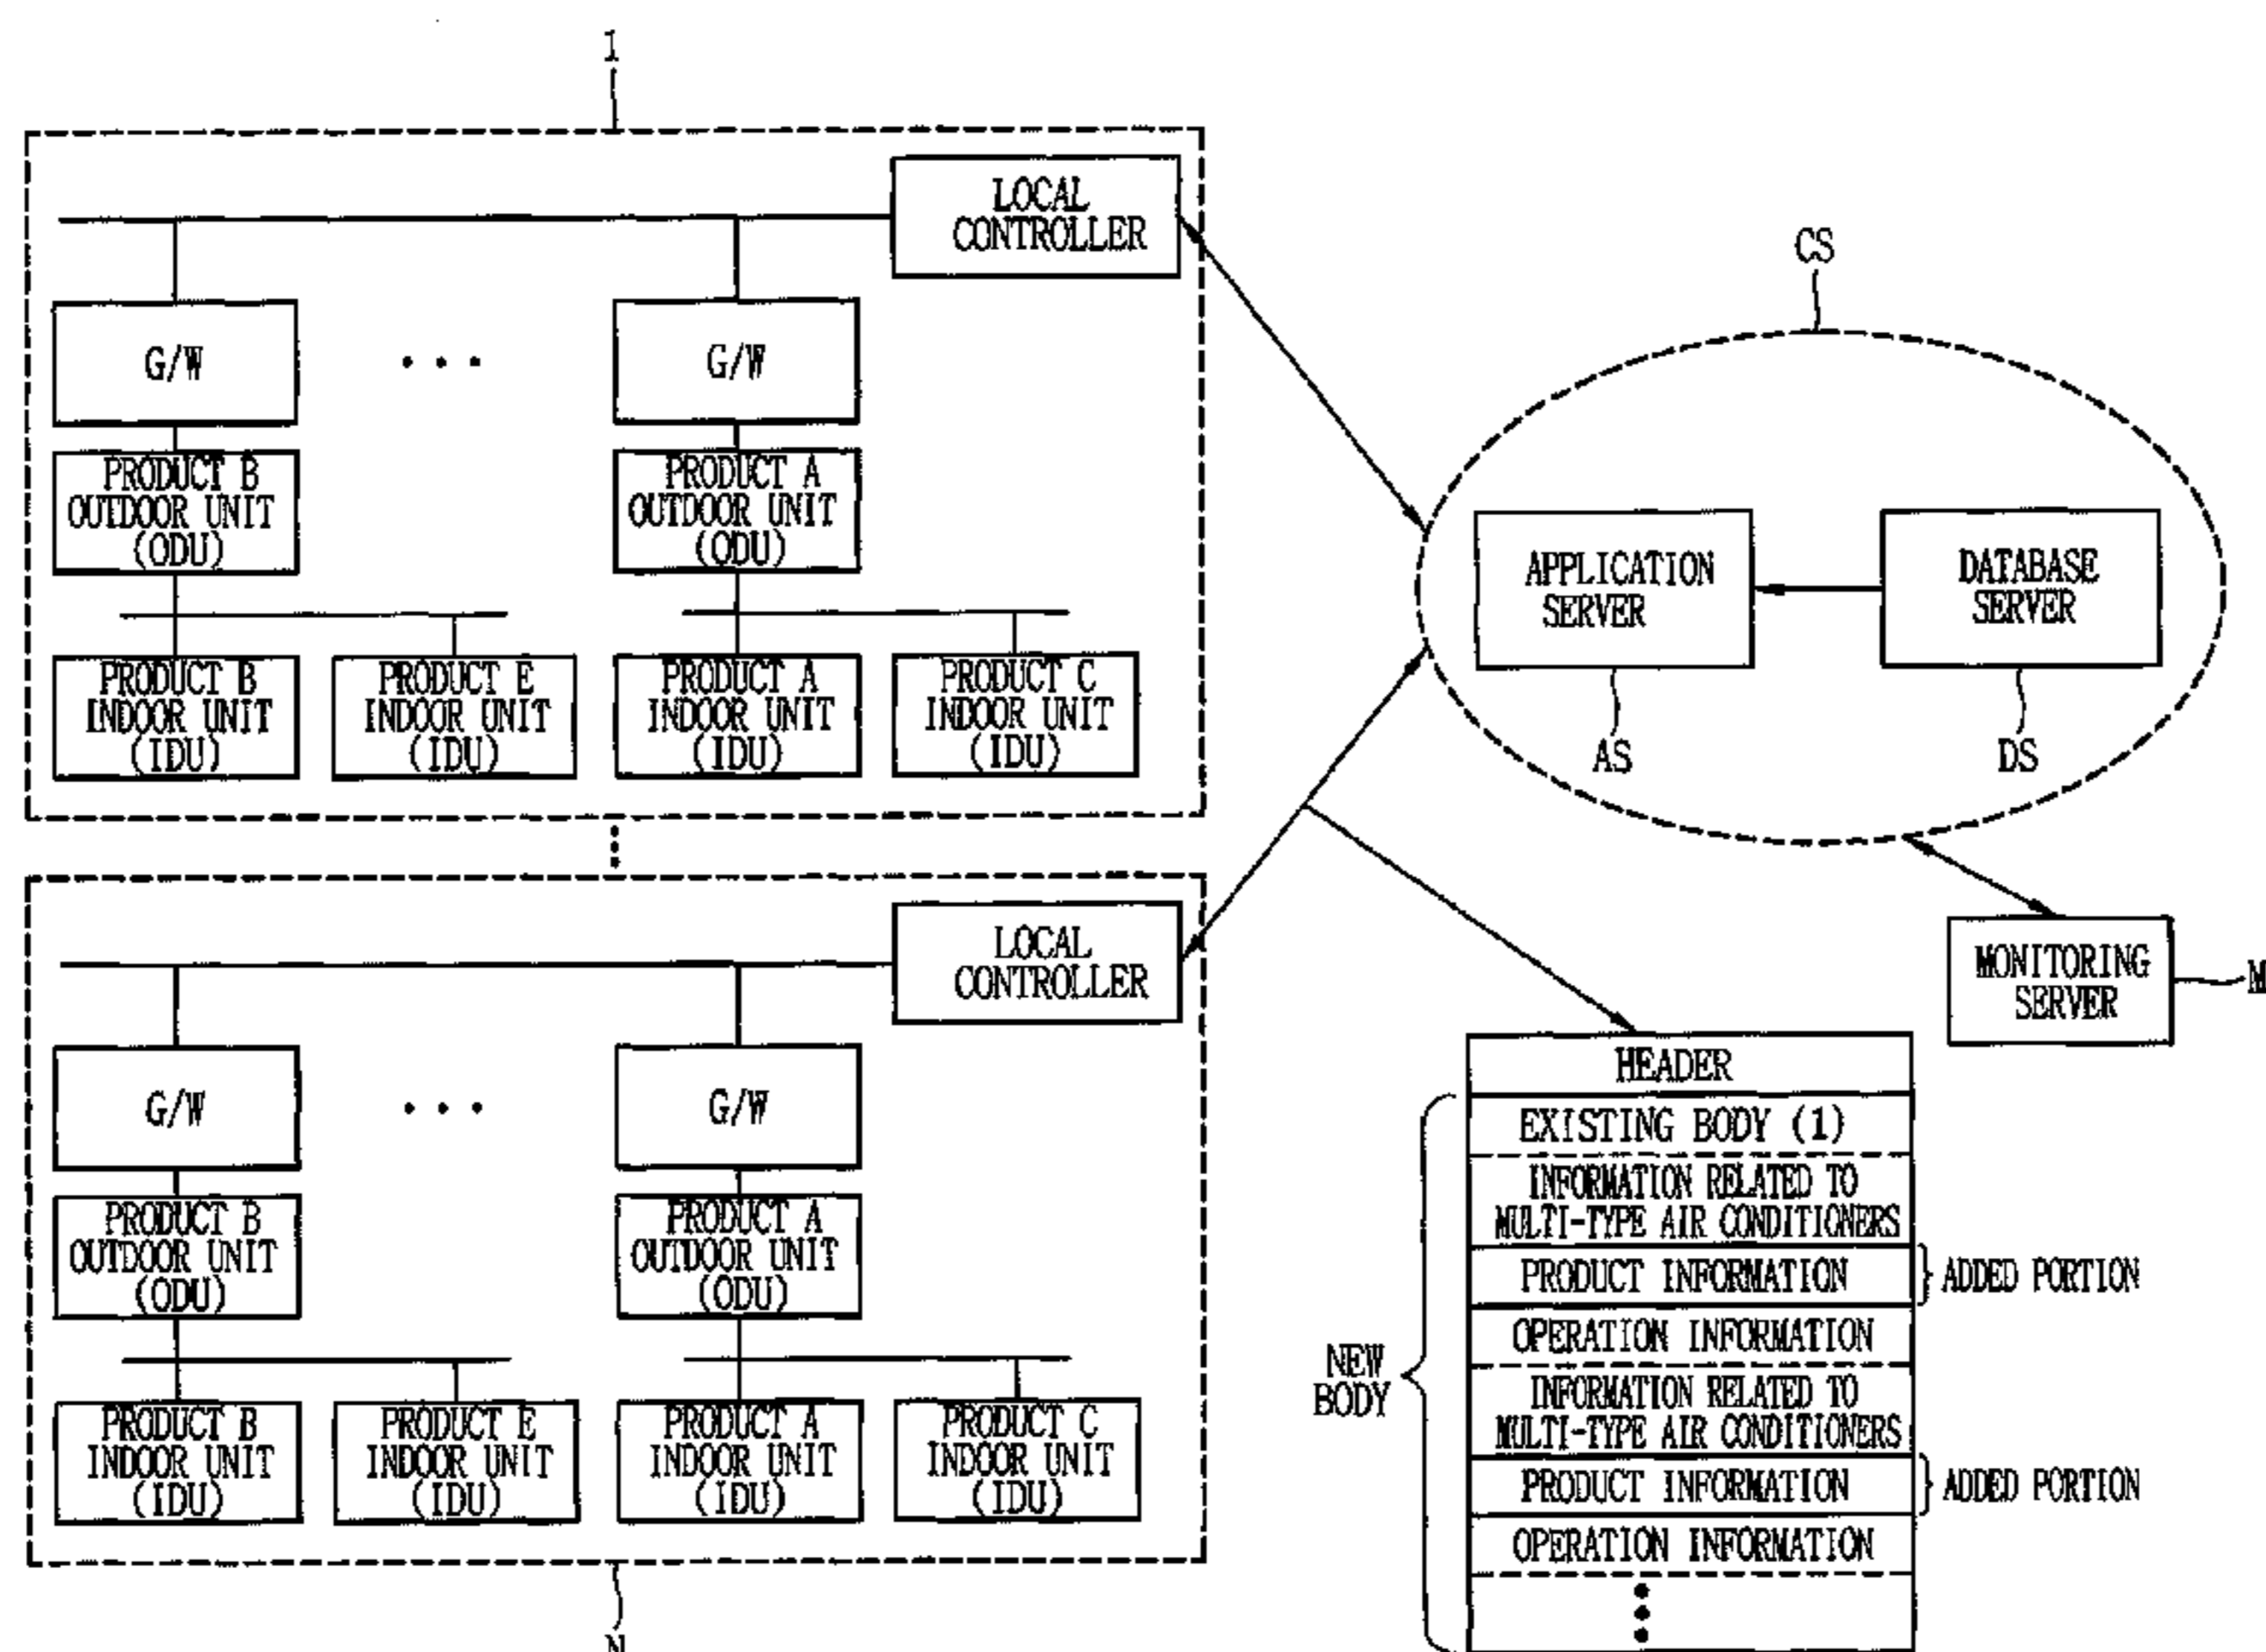 1
LOCAL
CONTROLLER
G/W
• • •
G/W
PRODUCT B
OUTDOOR UNIT
(ODU)
PRODUCT A
OUTDOOR UNIT
(ODU)
PRODUCT B
INDOOR UNIT
(IDU)
PRODUCT E
INDOOR UNIT
(IDU)
PRODUCT A
INDOOR UNIT
(IDU)
PRODUCT C
INDOOR UNIT
(IDU)
CS
APPLICATION
SERVER
DATABASE
SERVER
AS
DS
LOCAL
CONTROLLER
G/W
• • •
G/W
PRODUCT B
OUTDOOR UNIT
(ODU)
PRODUCT A
OUTDOOR UNIT
(ODU)
PRODUCT B
INDOOR UNIT
(IDU)
PRODUCT E
INDOOR UNIT
(IDU)
PRODUCT A
INDOOR UNIT
(IDU)
PRODUCT C
INDOOR UNIT
(IDU)
N
MONITORING
SERVER
M
HEADER
EXISTING BODY (1)
INFORMATION RELATED TO
MULTI-TYPE AIR CONDITIONERS
PRODUCT INFORMATION
ADDED PORTION
OPERATION INFORMATION
NEW
BODY
INFORMATION RELATED TO
MULTI-TYPE AIR CONDITIONERS
PRODUCT INFORMATION
ADDED PORTION
OPERATION INFORMATION